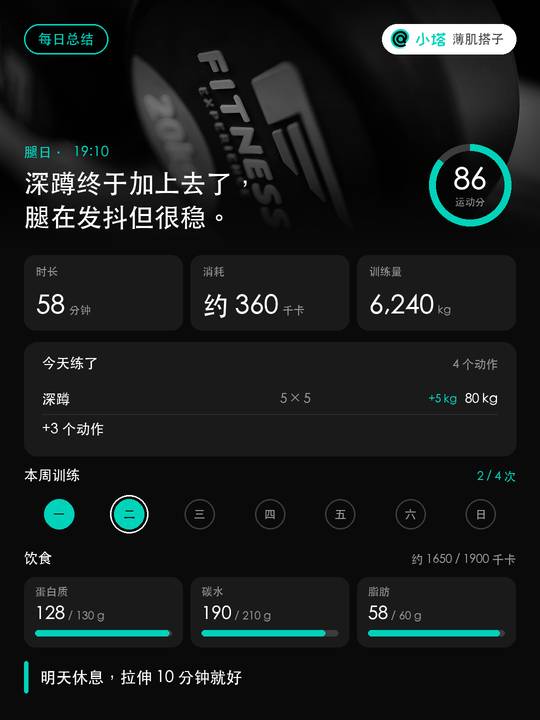 每日总结
@ 小塔 薄肌搭子
FITNESS
EXPERIENCE
腿日 · 19:10
深蹲终于加上去了，
腿在发抖但很稳。
86
运动分
时长
58 分钟
消耗
约 360 千卡
训练量
6,240 kg
今天练了
4 个动作
深蹲
5×5
+5 kg 80 kg
+3 个动作
本周训练
2 / 4 次
一 二 三 四 五 六 日
饮食
约 1650 / 1900 千卡
蛋白质
128 / 130 g
碳水
190 / 210 g
脂肪
58 / 60 g
明天休息，拉伸 10 分钟就好